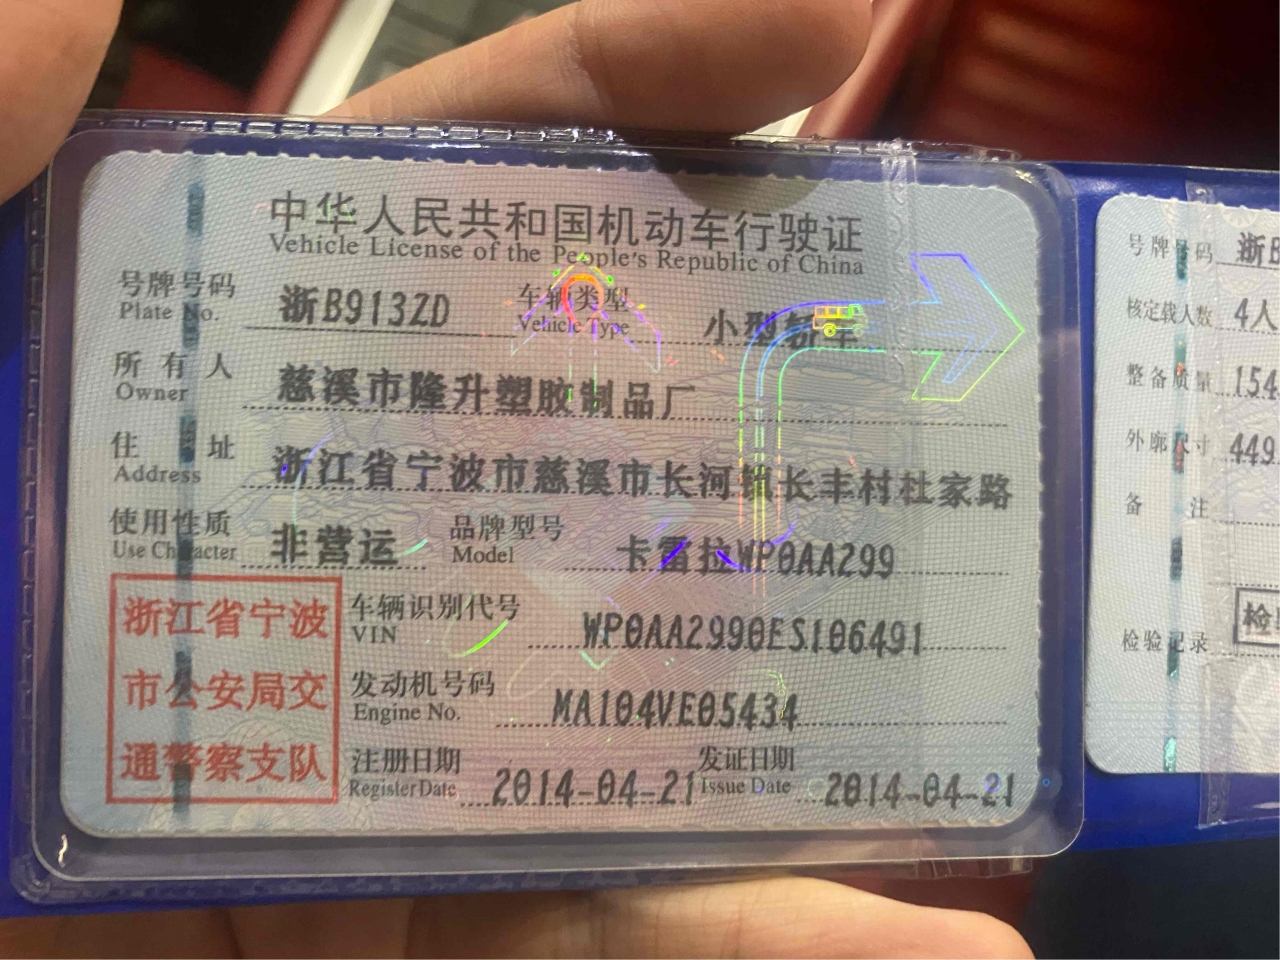 中华人民共和国机动车行驶证
Vehicle License of the People's Republic of China
号牌号码 浙B913ZD 车辆类型 小型轿车
Plate No. Vehicle Type
所有人 慈溪市隆升塑胶制品厂
Owner
住址 浙江省宁波市慈溪市长河镇长丰村杜家路
Address
使用性质 非营运 品牌型号 卡雷拉WP0AA299
Use Character Model
浙江省宁波
市公安局交
通警察支队
车辆识别代号 WP0AA2990ES106491
VIN
发动机号码 MA104VE05434
Engine No.
注册日期 2014-04-21 发证日期 2014-04-21
Register Date Issue Date
号牌号码 浙B
核定载人数 4人
整备质量 154
外廓尺寸 449
备注
检验记录 检